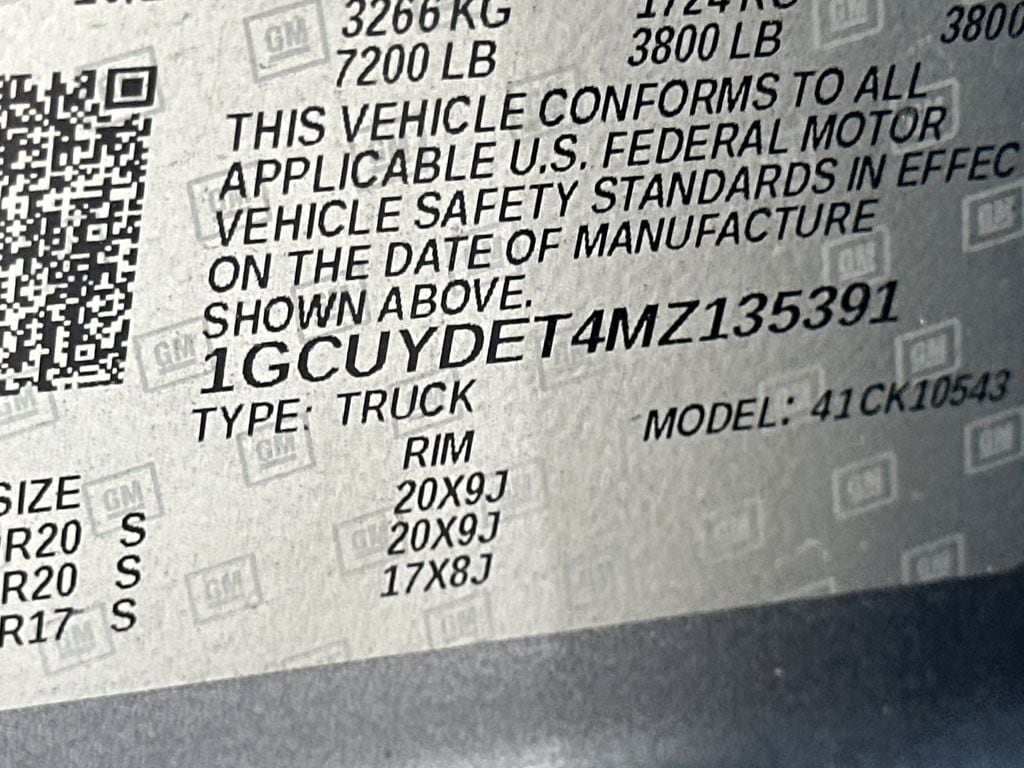 3266 KG
7200 LB 3800 LB 3800
THIS VEHICLE CONFORMS TO ALL
APPLICABLE U.S. FEDERAL MOTOR
VEHICLE SAFETY STANDARDS IN EFFEC
ON THE DATE OF MANUFACTURE
SHOWN ABOVE.
1GCUYDET4MZ135391
TYPE: TRUCK MODEL: 41CK10543
SIZE RIM
R20 S 20X9J
R20 S 20X9J
R17 S 17X8J